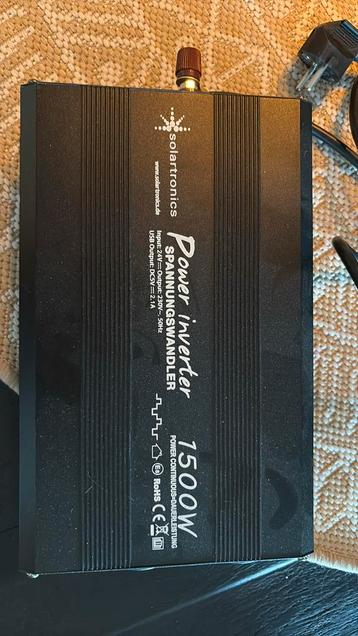 solartronics
www.solartronics.de
Power inverter 1500W
SPANNUNGSWANDLER
POWER CONTINUOUS=DAUERLEISTUNG
Input: 24V⎓ Output: 230V~, 50Hz
USB Output: DC5V⎓ 2.1A
RoHS CE